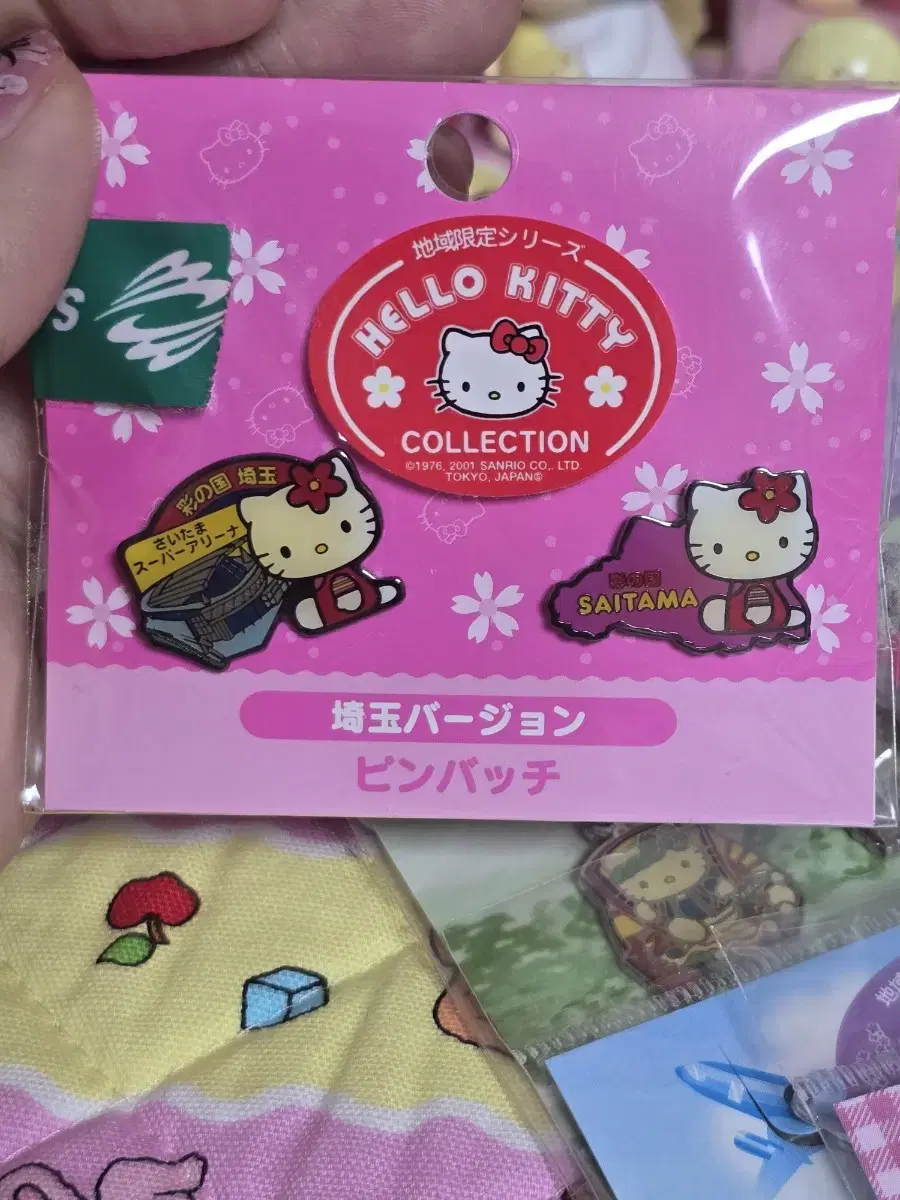 地域限定シリーズ
HELLO KITTY
COLLECTION
©1976, 2001 SANRIO CO,. LTD.
TOKYO, JAPAN Ⓢ
S
彩の国 埼玉
さいたま
スーパーアリーナ
彩の国
SAITAMA
埼玉バージョン
ピンバッチ
地域